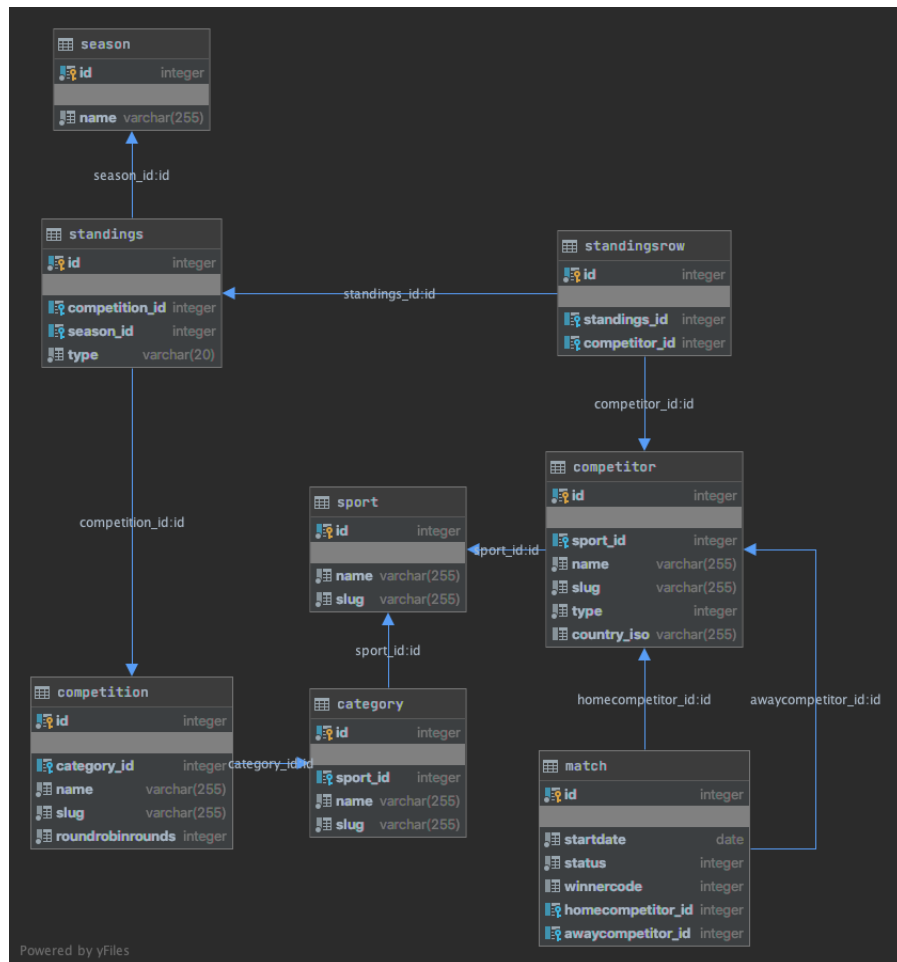 season
id integer
name varchar(255)
season_id:id
standings
id integer
competition_id integer
season_id integer
type varchar(20)
standings_id:id
standingsrow
id integer
standings_id integer
competitor_id integer
competitor_id:id
competitor
id integer
sport_id integer
name varchar(255)
slug varchar(255)
type integer
country_iso varchar(255)
sport_id:id
sport
id integer
name varchar(255)
slug varchar(255)
competition_id:id
sport_id:id
competition
id integer
category_id integer
name varchar(255)
slug varchar(255)
roundrobinrounds integer
category_id:id
category
id integer
sport_id integer
name varchar(255)
slug varchar(255)
homecompetitor_id:id
awaycompetitor_id:id
match
id integer
startdate date
status integer
winnercode integer
homecompetitor_id integer
awaycompetitor_id integer
Powered by yFiles